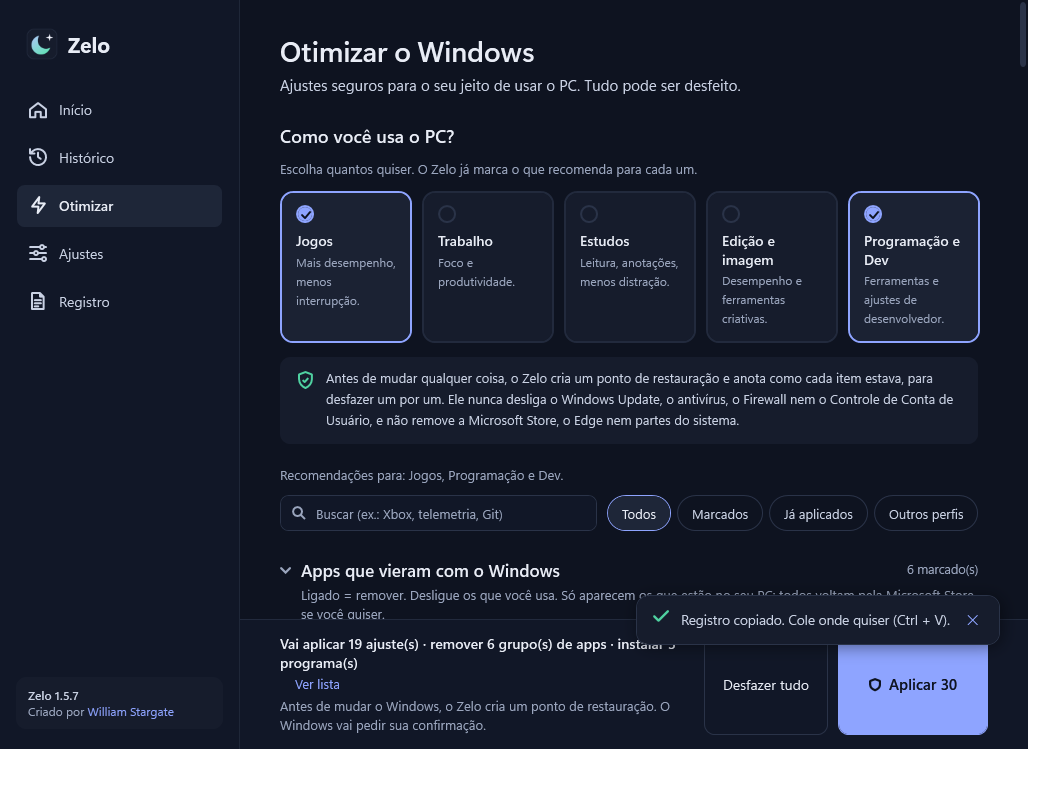 Zelo
Início
Histórico
Otimizar
Ajustes
Registro
Zelo 1.5.7
Criado por William Stargate
Otimizar o Windows
Ajustes seguros para o seu jeito de usar o PC. Tudo pode ser desfeito.
Como você usa o PC?
Escolha quantos quiser. O Zelo já marca o que recomenda para cada um.
Jogos
Mais desempenho,
menos
interrupção.
Trabalho
Foco e
produtividade.
Estudos
Leitura, anotações,
menos distração.
Edição e
imagem
Desempenho e
ferramentas
criativas.
Programação e
Dev
Ferramentas e
ajustes de
desenvolvedor.
Antes de mudar qualquer coisa, o Zelo cria um ponto de restauração e anota como cada item estava, para
desfazer um por um. Ele nunca desliga o Windows Update, o antivírus, o Firewall nem o Controle de Conta de
Usuário, e não remove a Microsoft Store, o Edge nem partes do sistema.
Recomendações para: Jogos, Programação e Dev.
Buscar (ex.: Xbox, telemetria, Git)
Todos
Marcados
Já aplicados
Outros perfis
Apps que vieram com o Windows
6 marcado(s)
Ligado = remover. Desligue os que você usa. Só aparecem os que estão no seu PC; todos voltam pela Microsoft Store
se você quiser.
Registro copiado. Cole onde quiser (Ctrl + V).
Vai aplicar 19 ajuste(s) · remover 6 grupo(s) de apps · instalar 5
programa(s)
Ver lista
Antes de mudar o Windows, o Zelo cria um ponto de restauração. O
Windows vai pedir sua confirmação.
Desfazer tudo
Aplicar 30